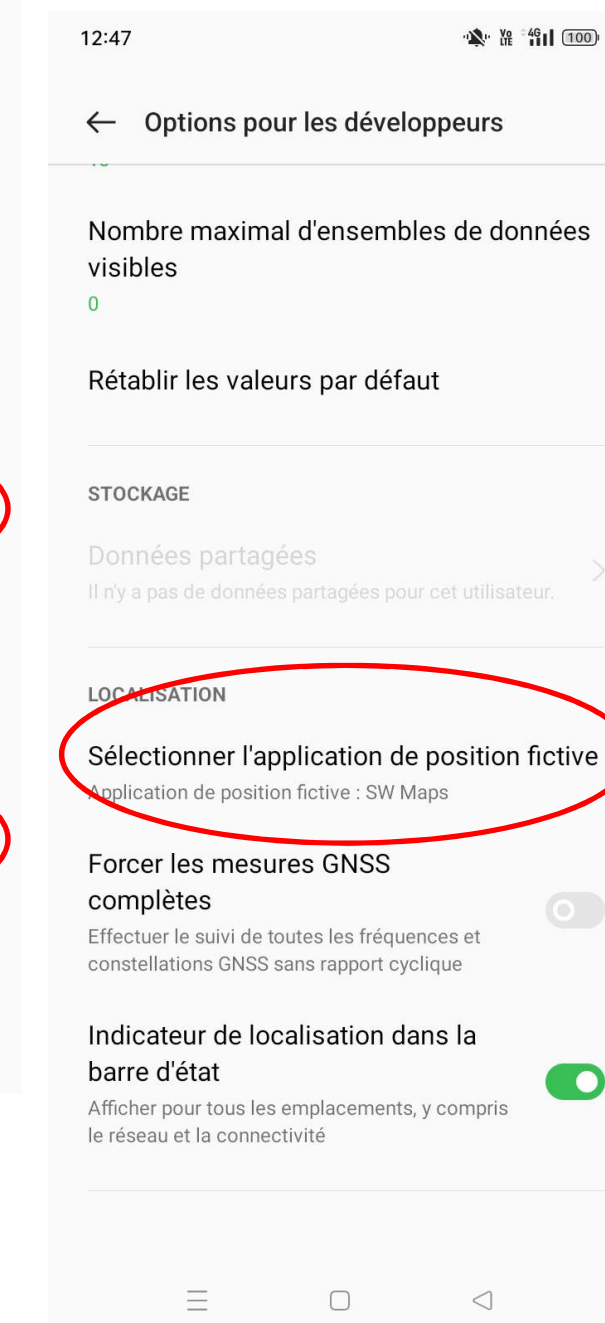 12:47
Vo LTE 4G 100
Options pour les développeurs
Nombre maximal d'ensembles de données
visibles
0
Rétablir les valeurs par défaut
STOCKAGE
Données partagées
Il n'y a pas de données partagées pour cet utilisateur.
LOCALISATION
Sélectionner l'application de position fictive
Application de position fictive : SW Maps
Forcer les mesures GNSS
complètes
Effectuer le suivi de toutes les fréquences et
constellations GNSS sans rapport cyclique
Indicateur de localisation dans la
barre d'état
Afficher pour tous les emplacements, y compris
le réseau et la connectivité